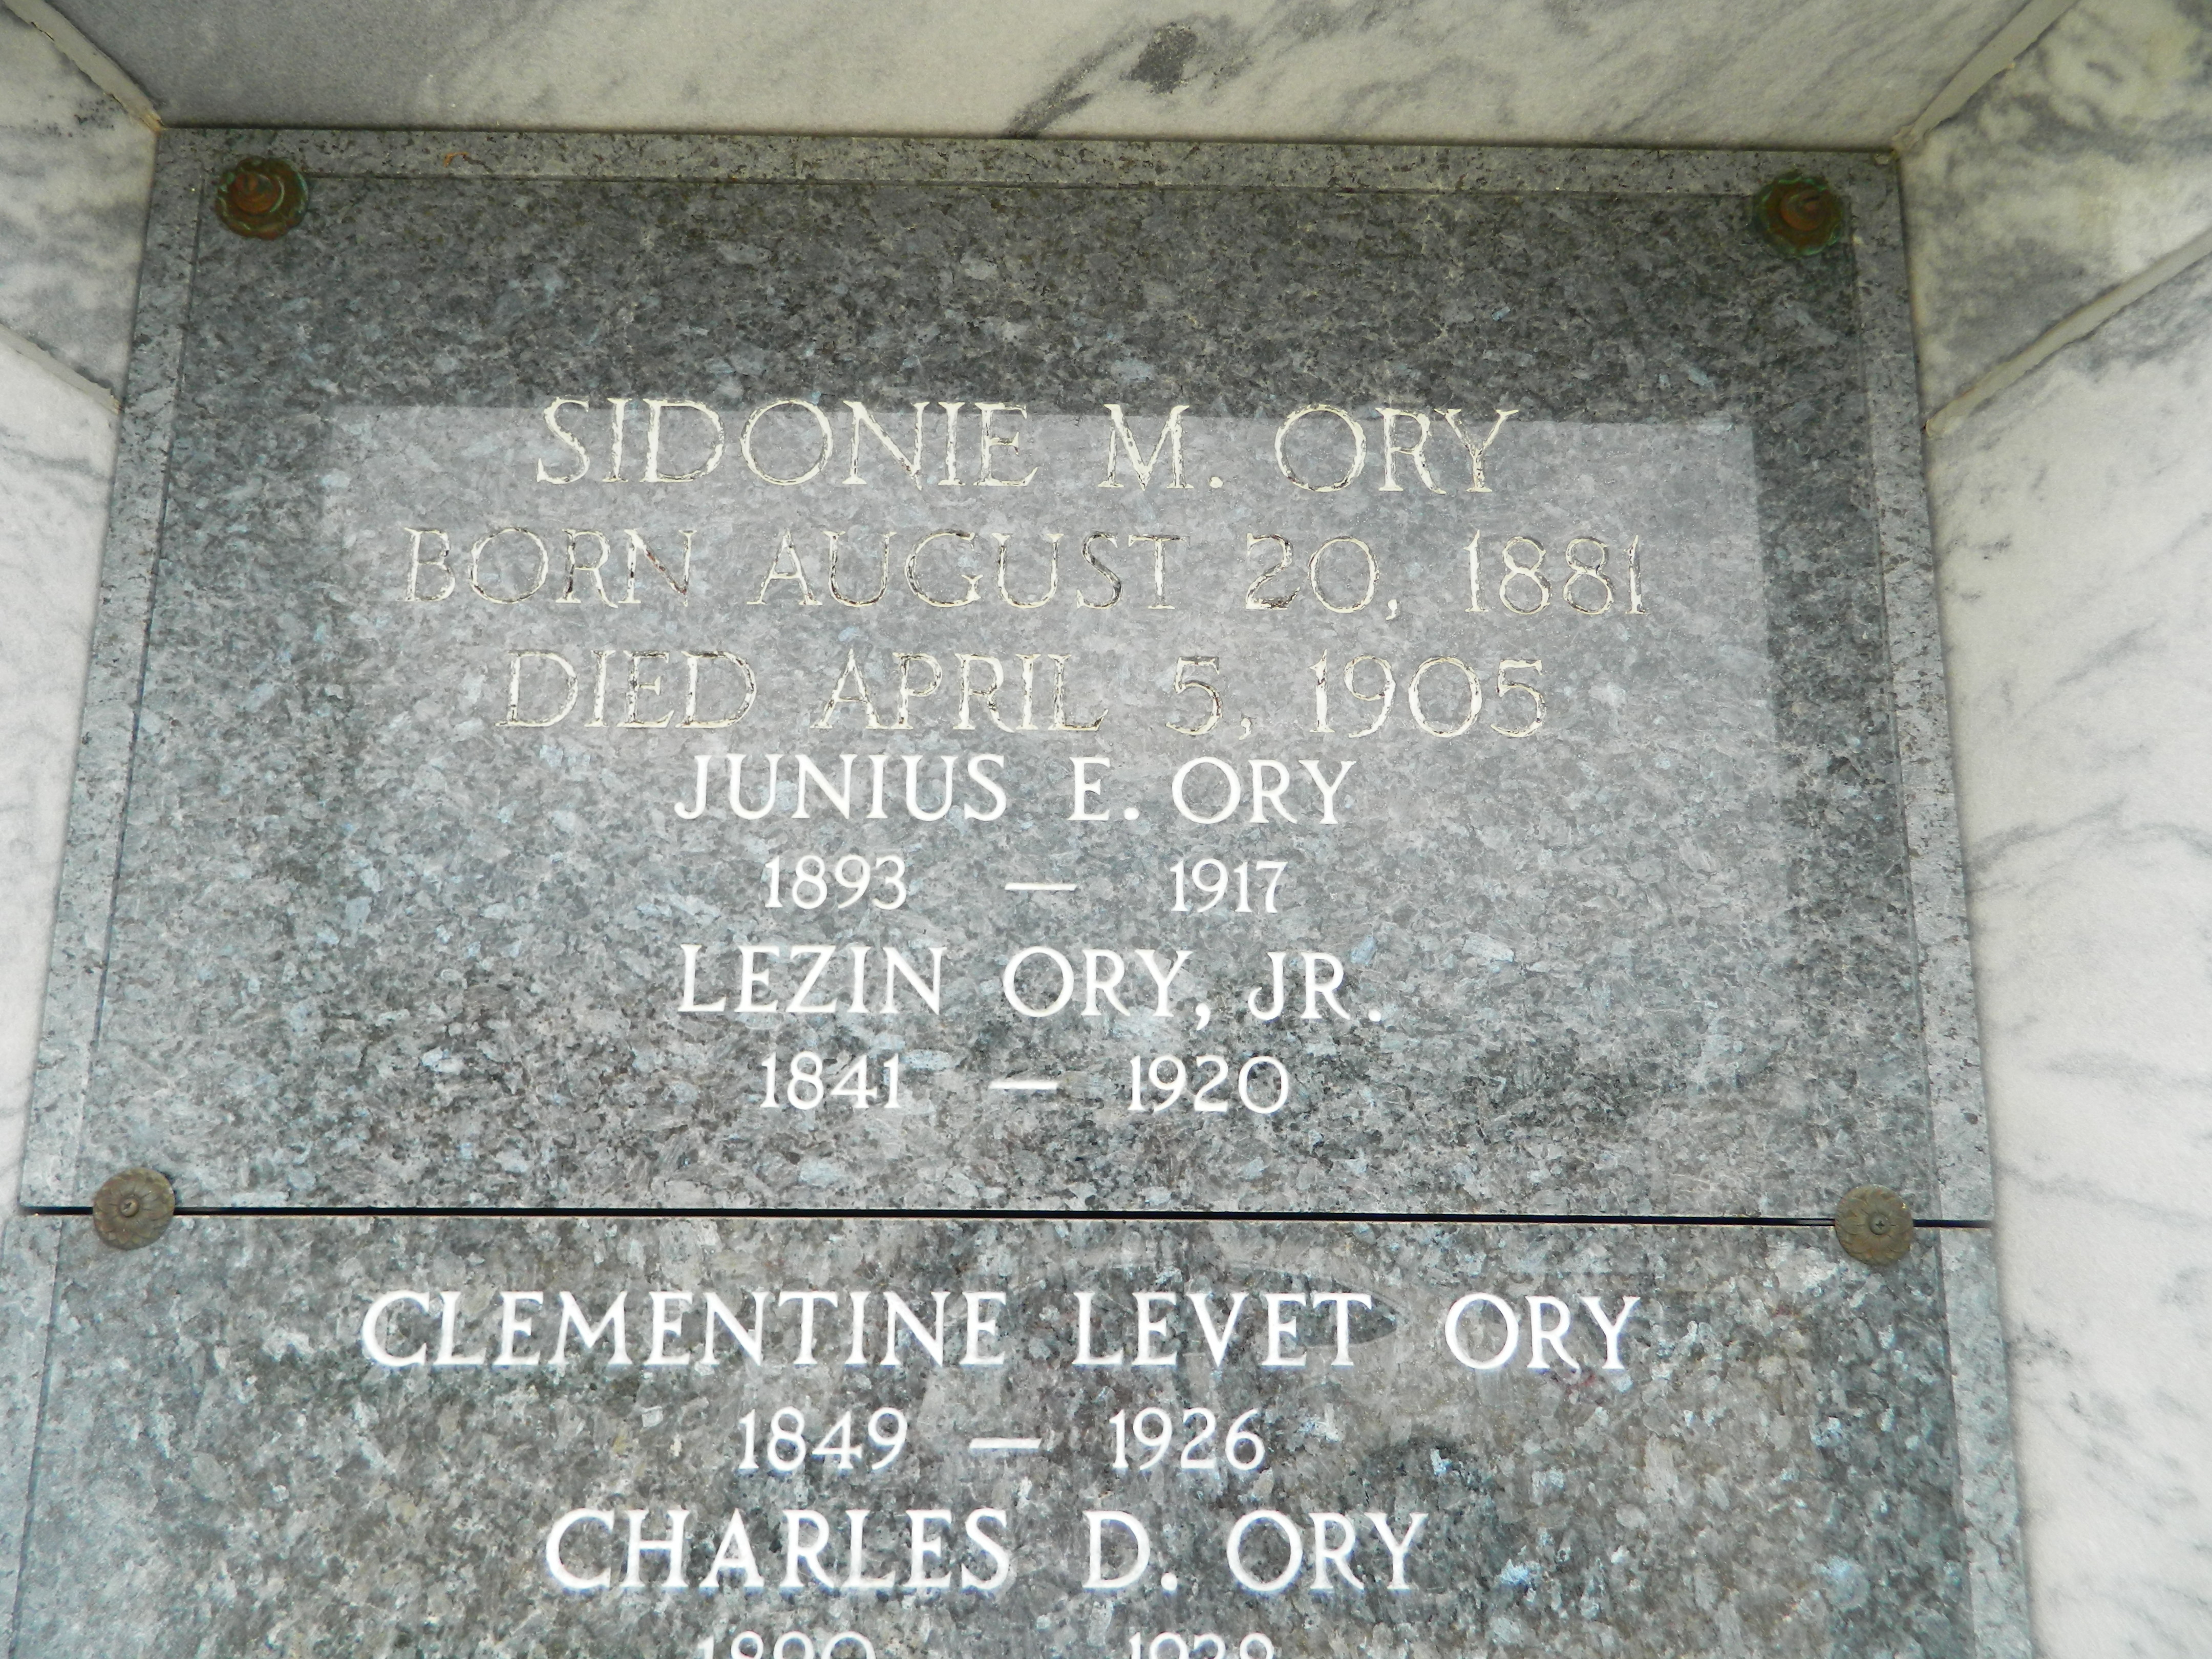 SIDONIE M. ORY
BORN AUGUST 20, 1881
DIED APRIL 5, 1905
JUNIUS E. ORY
1893 — 1917
LEZIN ORY, JR.
1841 — 1920
CLEMENTINE LEVET ORY
1849 — 1926
CHARLES D. ORY